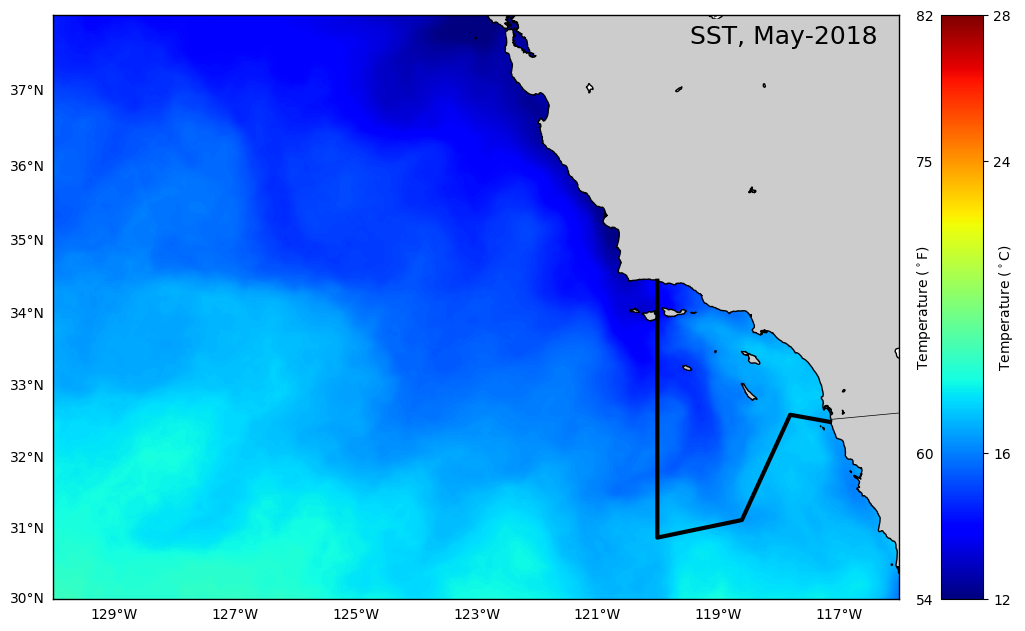 SST, May-2018
37°N
36°N
35°N
34°N
33°N
32°N
31°N
30°N
129°W
127°W
125°W
123°W
121°W
119°W
117°W
82
75
60
54
Temperature (°F)
28
24
16
12
Temperature (°C)